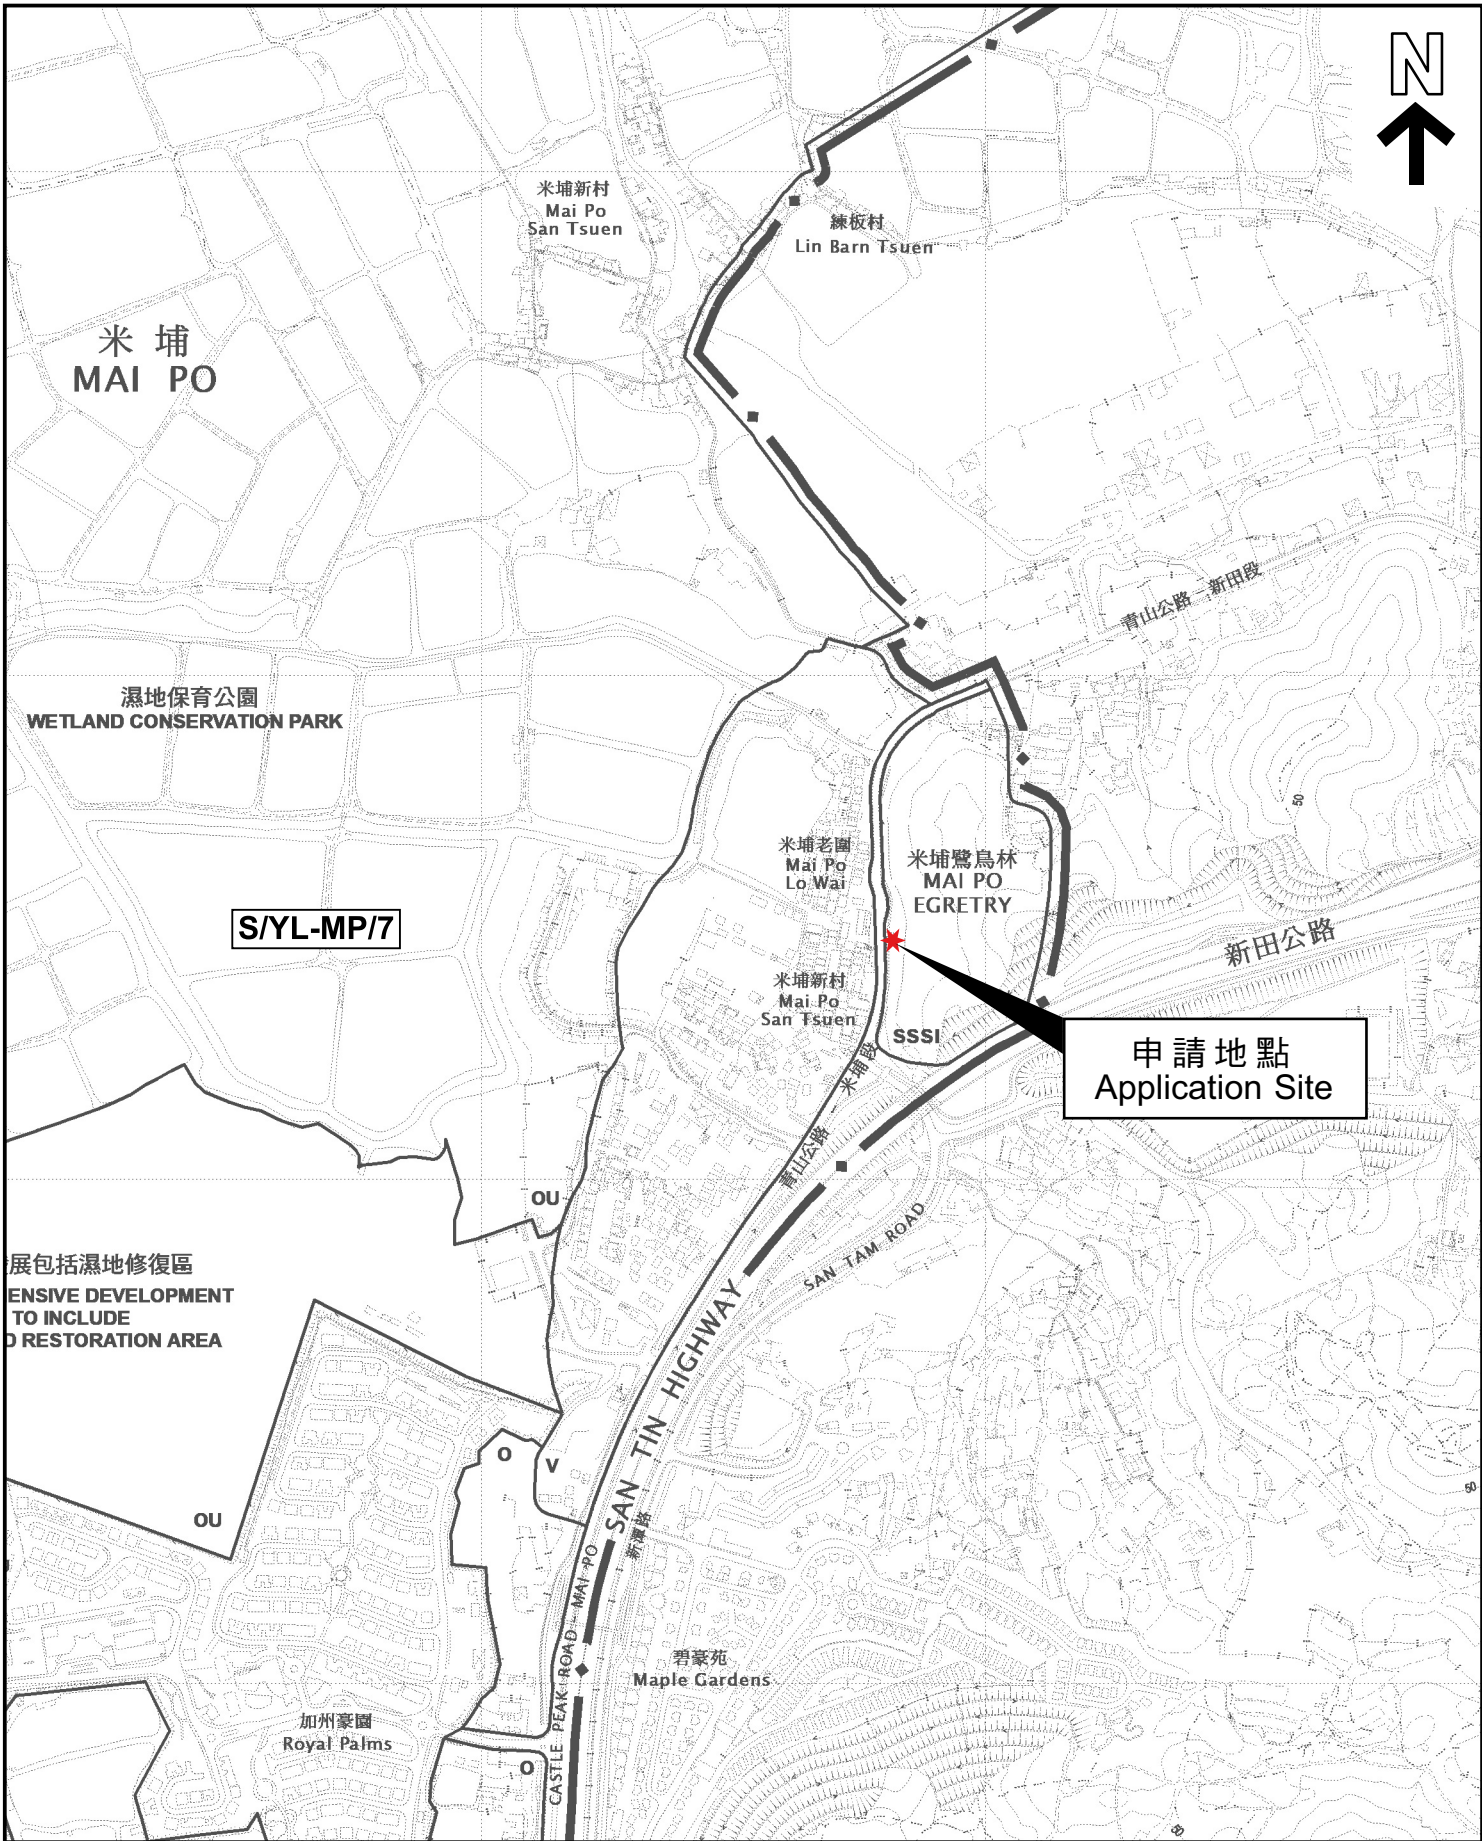 N
米埔新村
Mai Po
San Tsuen
練板村
Lin Barn Tsuen
米 埔
MAI PO
青山公路 - 新田段
濕地保育公園
WETLAND CONSERVATION PARK
50
米埔老圍
Mai Po
Lo Wai
米埔鷺鳥林
MAI PO
EGRETRY
S/YL-MP/7
新田公路
米埔新村
Mai Po
San Tsuen
SSSI
申請地點
Application Site
青山公路 - 米埔段
OU
SAN TAM ROAD
展包括濕地修復區
ENSIVE DEVELOPMENT
TO INCLUDE
D RESTORATION AREA
SAN TIN HIGHWAY
O
V
50
OU
新潭路
CASTLE PEAK ROAD - MAI PO
碧豪苑
Maple Gardens
加州豪園
Royal Palms
O
50